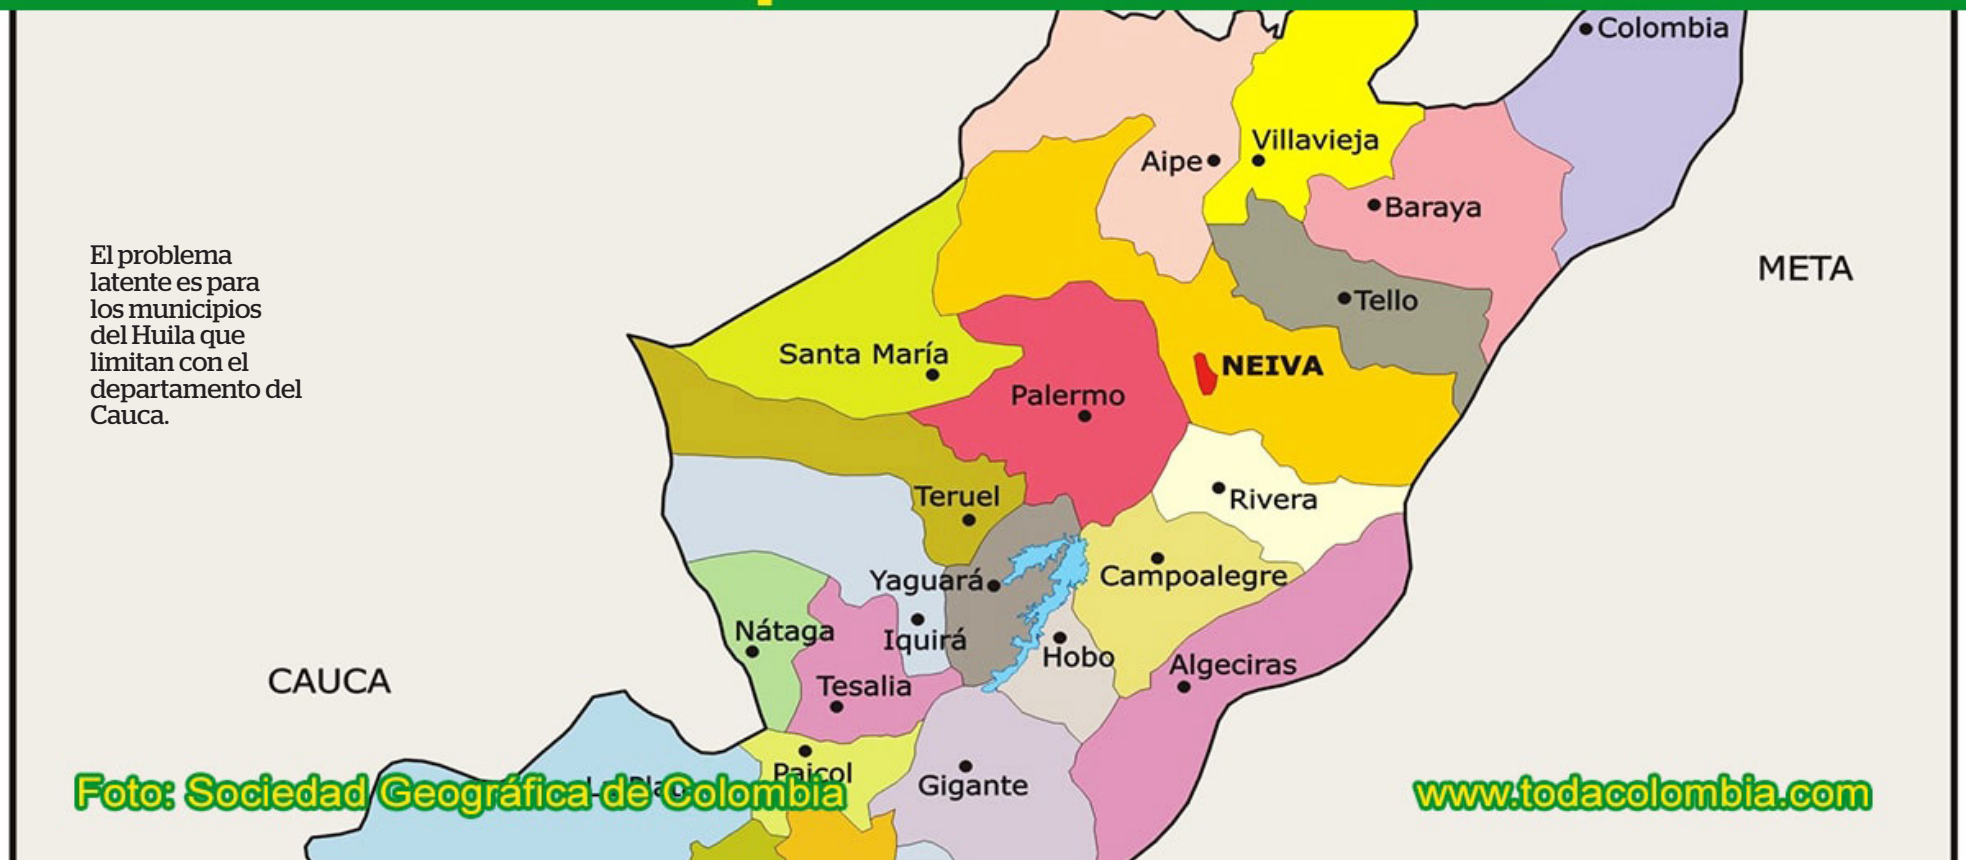 Colombia
Villavieja
Aipe
Baraya
El problema
latente es para
los municipios
del Huila que
limitan con el
departamento del
Cauca.
META
Tello
Santa María
NEIVA
Palermo
Teruel
Rivera
Yaguará
Campoalegre
Nátaga
Iquirá
Hobo
Algeciras
CAUCA
Tesalia
Paicol
Gigante
Foto: Sociedad Geográfica de Colombia
www.todacolombia.com